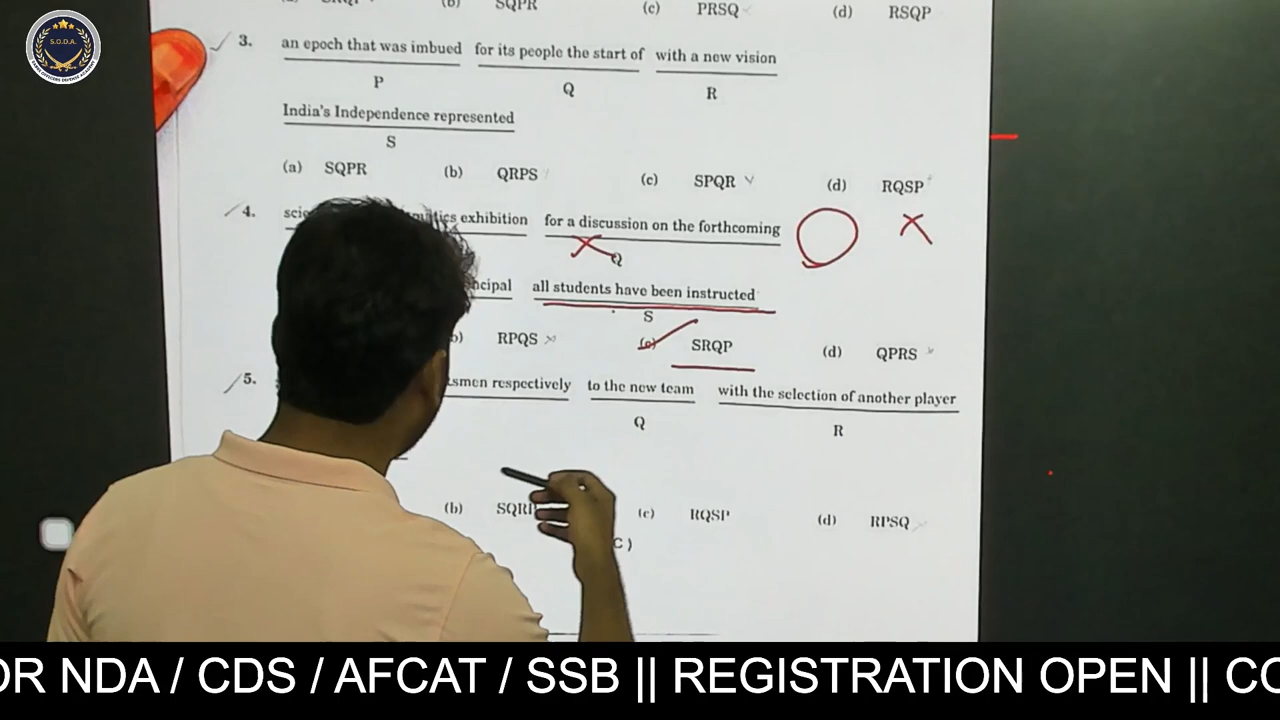 S.O.D.A.
(b) SQPR (c) PRSQ (d) RSQP
3. an epoch that was imbued for its people the start of with a new vision
P Q R
India's Independence represented
S
(a) SQPR (b) QRPS (c) SPQR (d) RQSP
4. exhibition for a discussion on the forthcoming
Q
all students have been instructed
S
RPQS (c) SRQP (d) QPRS
5. respectively to the new team with the selection of another player
Q R
(b) (c) RQSP (d) RPSQ
C)
OR NDA / CDS / AFCAT / SSB || REGISTRATION OPEN || CO